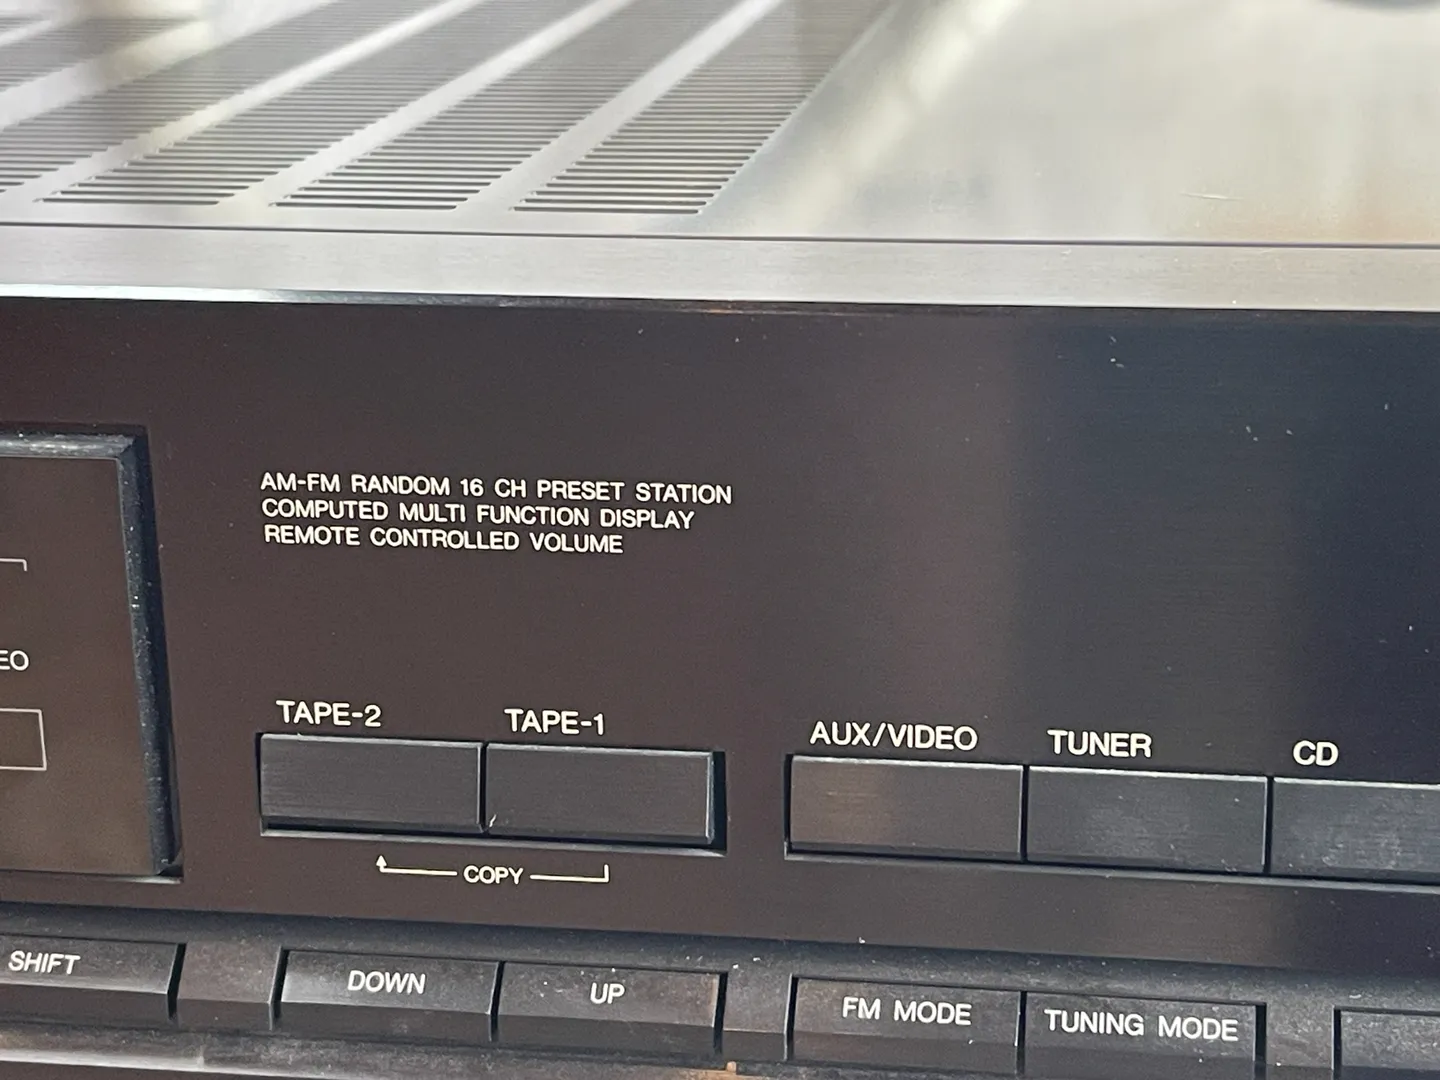 AM-FM RANDOM 16 CH PRESET STATION
COMPUTED MULTI FUNCTION DISPLAY
REMOTE CONTROLLED VOLUME
EO
TAPE-2 TAPE-1 AUX/VIDEO TUNER CD
COPY
SHIFT DOWN UP FM MODE TUNING MODE